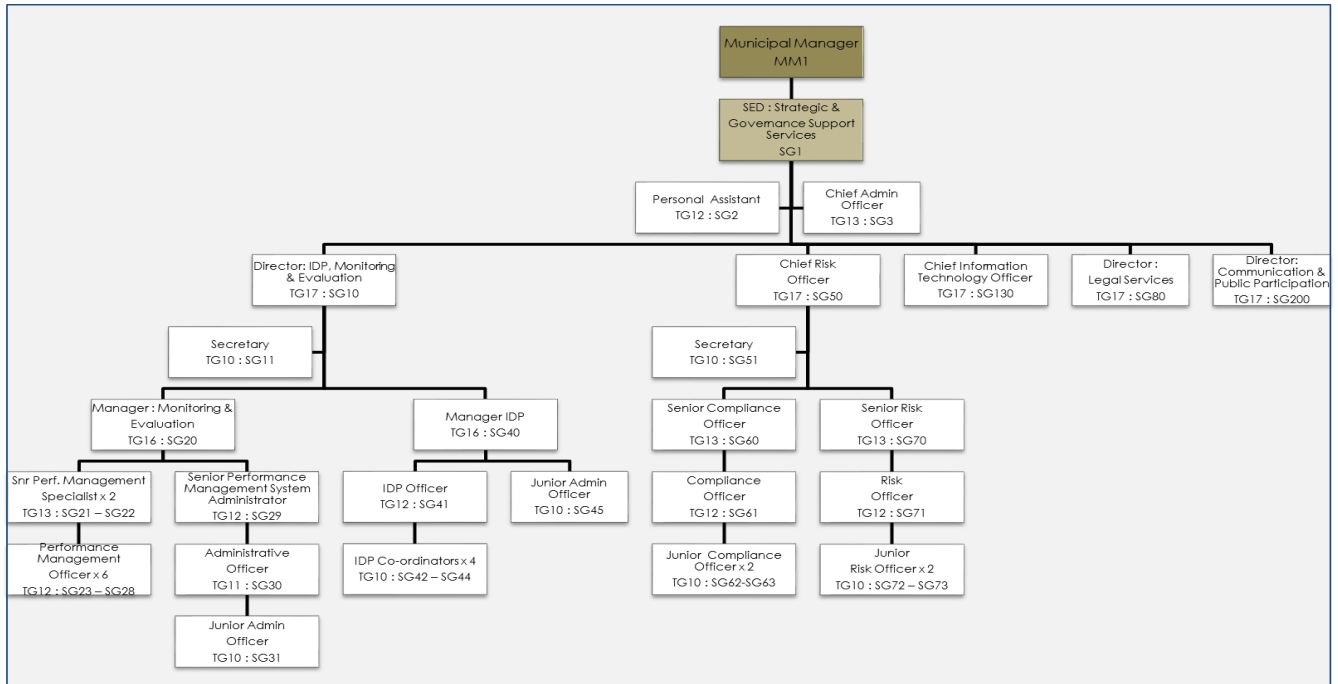 Municipal Manager
MM1
SED : Strategic &
Governance Support
Services
SG1
Personal Assistant
TG12 : SG2
Chief Admin
Officer
TG13 : SG3
Director: IDP, Monitoring
& Evaluation
TG17 : SG10
Chief Risk
Officer
TG17 : SG50
Chief Information
Technology Officer
TG17 : SG130
Director :
Legal Services
TG17 : SG80
Director:
Communication &
Public Participation
TG17 : SG200
Secretary
TG10 : SG11
Secretary
TG10 : SG51
Manager : Monitoring &
Evaluation
TG16 : SG20
Manager IDP
TG16 : SG40
Senior Compliance
Officer
TG13 : SG60
Senior Risk
Officer
TG13 : SG70
Snr Perf. Management
Specialist x 2
TG13 : SG21 – SG22
Senior Performance
Management System
Administrator
TG12 : SG29
IDP Officer
TG12 : SG41
Junior Admin
Officer
TG10 : SG45
Compliance
Officer
TG12 : SG61
Risk
Officer
TG12 : SG71
Performance
Management
Officer x 6
TG12 : SG23 – SG28
Administrative
Officer
TG11 : SG30
IDP Co-ordinators x 4
TG10 : SG42 – SG44
Junior Compliance
Officer x 2
TG10 : SG62-SG63
Junior
Risk Officer x 2
TG10 : SG72 – SG73
Junior Admin
Officer
TG10 : SG31